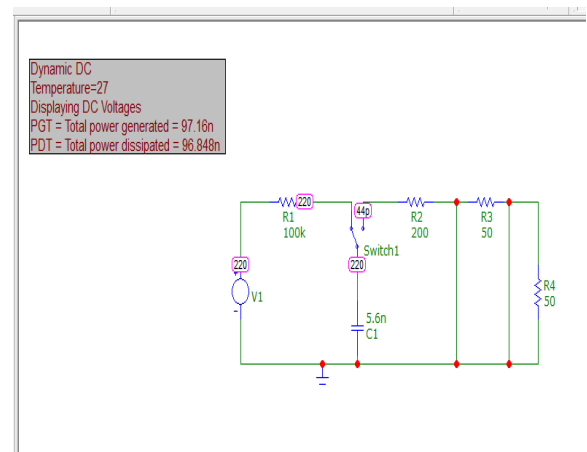 Dynamic DC
Temperature=27
Displaying DC Voltages
PGT = Total power generated = 97.16n
PDT = Total power dissipated = 96.848n
220
44p
R1
100k
R2
200
R3
50
Switch1
220
220
V1
R4
50
5.6n
C1